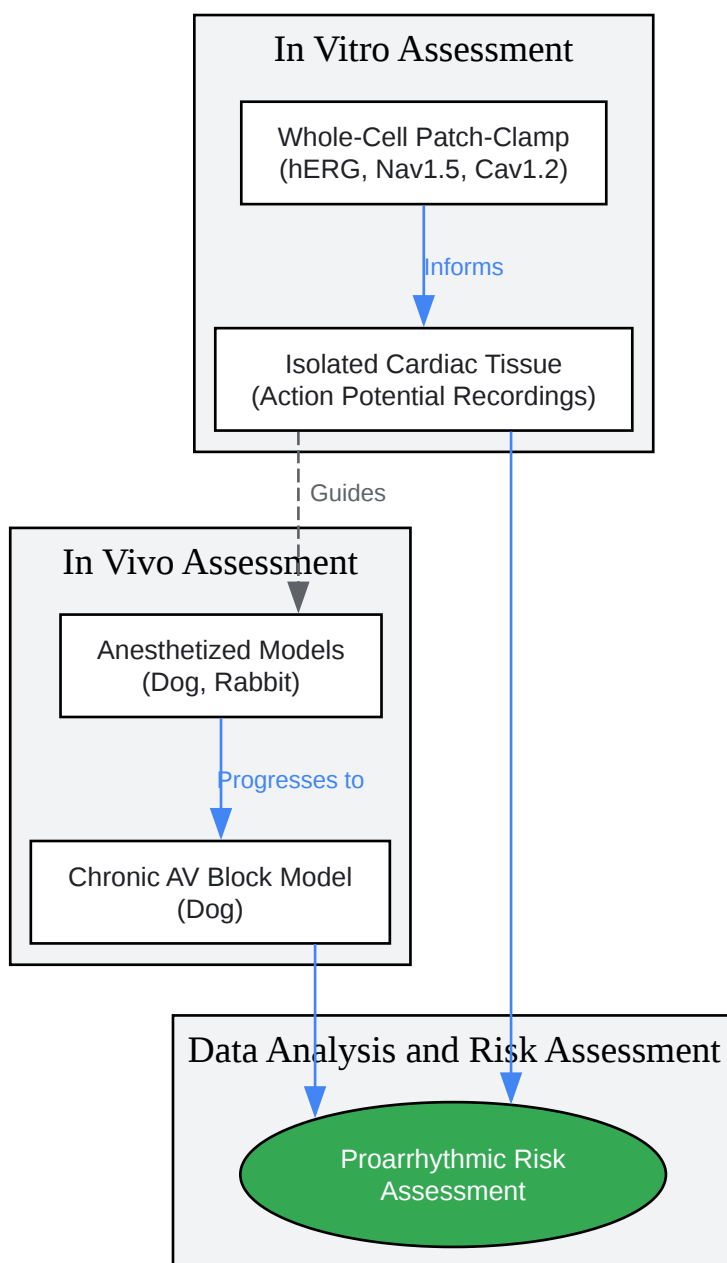 In Vitro Assessment
Whole-Cell Patch-Clamp
(hERG, Nav1.5, Cav1.2)
Informs
Isolated Cardiac Tissue
(Action Potential Recordings)
Guides
In Vivo Assessment
Anesthetized Models
(Dog, Rabbit)
Progresses to
Chronic AV Block Model
(Dog)
Data Analysis and Risk Assessment
Proarrhythmic Risk
Assessment